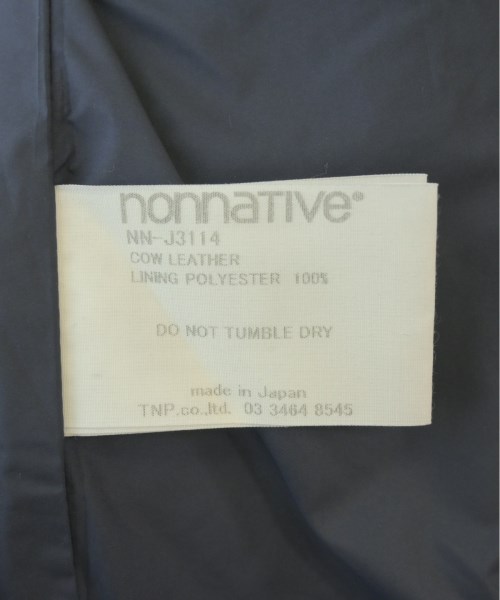 nonnative®
NN-J3114
COW LEATHER
LINING POLYESTER 100%
DO NOT TUMBLE DRY
made in Japan
TNP.co.,ltd. 03 3464 8545